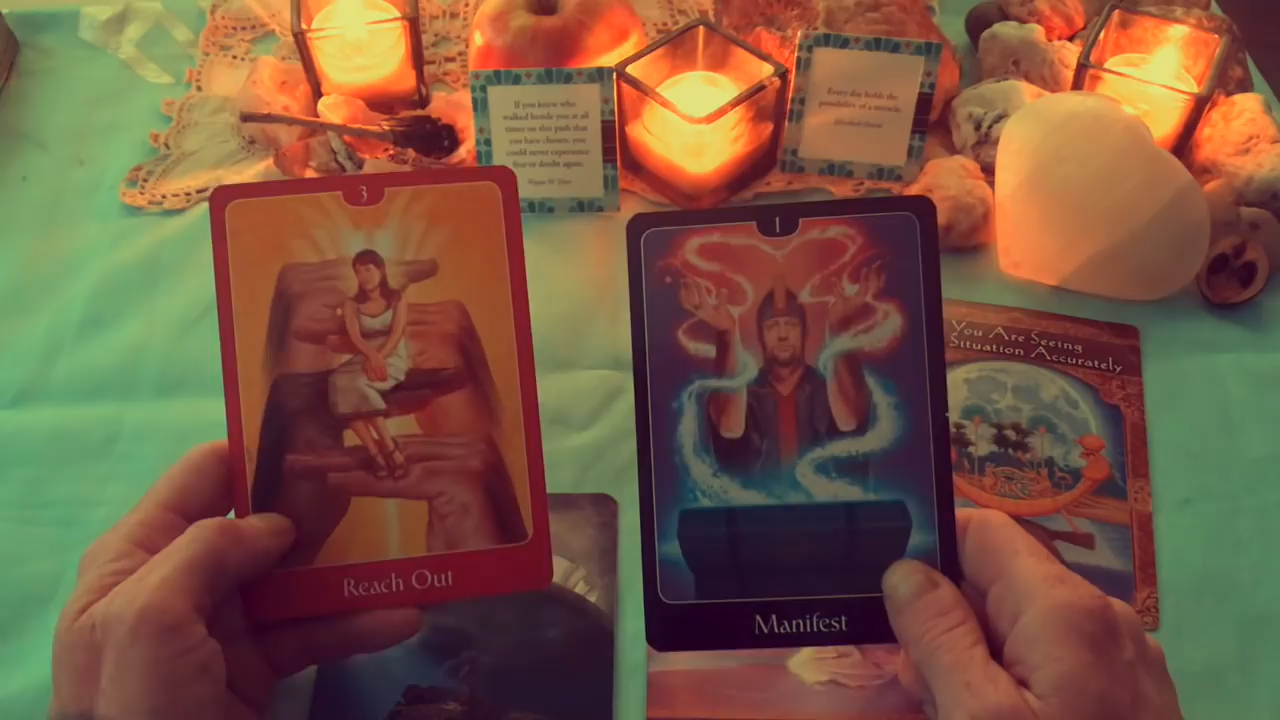 If you knew who
walked beside you at all
times on this path that
you have chosen, you
could never experience
fear or doubt again.
Wayne W. Dyer
Every day holds the
possibility of a miracle.
3
Reach Out
1
Manifest
You Are Seeing
Situation Accurately